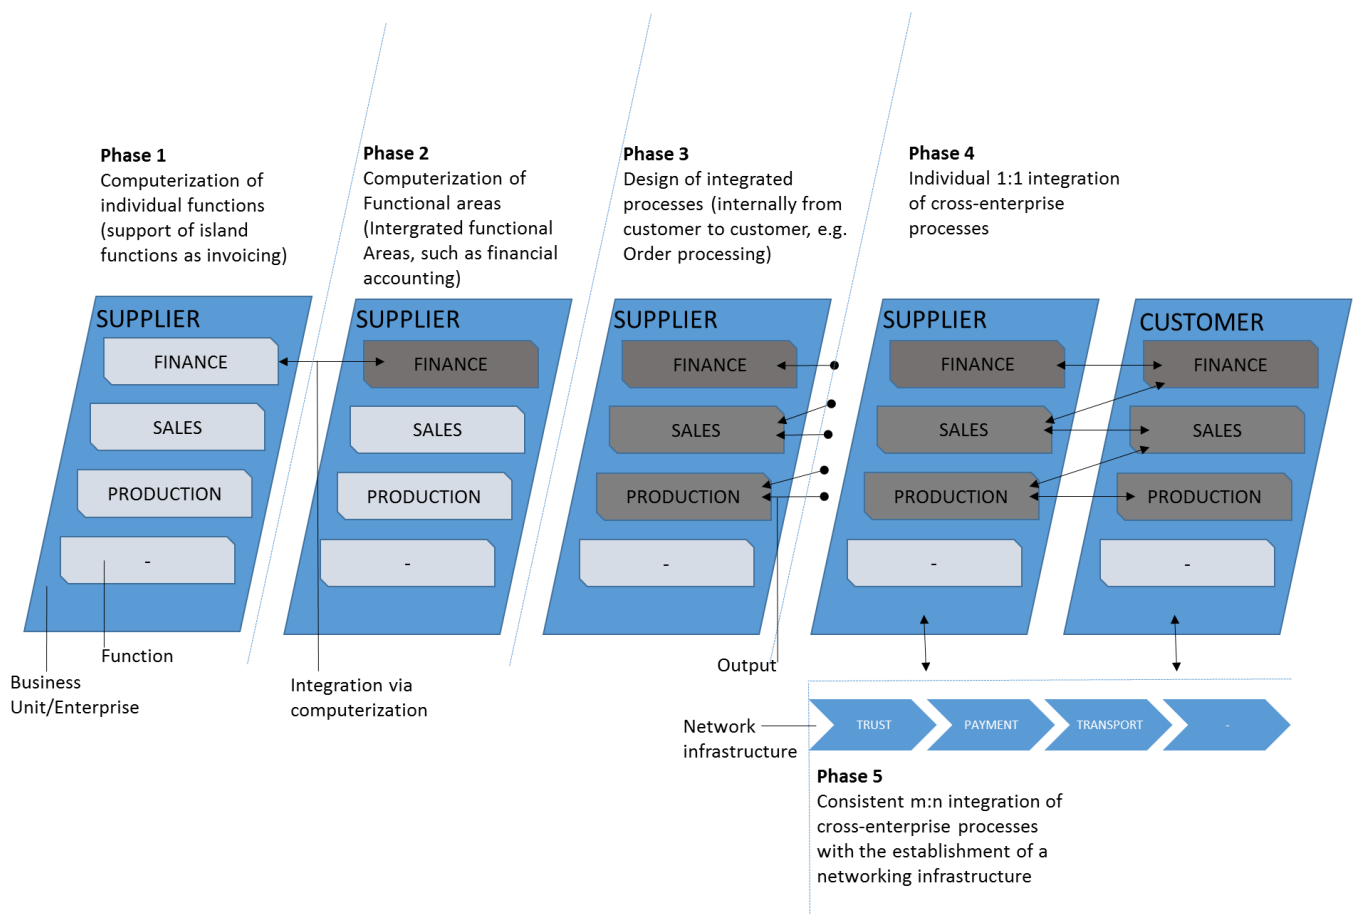 Phase 1
Computerization of
individual functions
(support of island
functions as invoicing)
Phase 2
Computerization of
Functional areas
(Intergrated functional
Areas, such as financial
accounting)
Phase 3
Design of integrated
processes (internally from
customer to customer, e.g.
Order processing)
Phase 4
Individual 1:1 integration
of cross-enterprise
processes
SUPPLIER
FINANCE
SALES
PRODUCTION
-
SUPPLIER
FINANCE
SALES
PRODUCTION
-
SUPPLIER
FINANCE
SALES
PRODUCTION
-
SUPPLIER
FINANCE
SALES
PRODUCTION
-
CUSTOMER
FINANCE
SALES
PRODUCTION
-
Function
Business
Unit/Enterprise
Integration via
computerization
Output
Network
infrastructure
TRUST
PAYMENT
TRANSPORT
-
Phase 5
Consistent m:n integration of
cross-enterprise processes
with the establishment of a
networking infrastructure